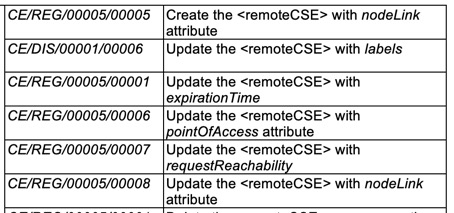 CE/REG/00005/00005 Create the <remoteCSE> with nodeLink
attribute
CE/DIS/00001/00006 Update the <remoteCSE> with labels
CE/REG/00005/00001 Update the <remoteCSE> with
expirationTime
CE/REG/00005/00006 Update the <remoteCSE> with
pointOfAccess attribute
CE/REG/00005/00007 Update the <remoteCSE> with
requestReachability
CE/REG/00005/00008 Update the <remoteCSE> with nodeLink
attribute